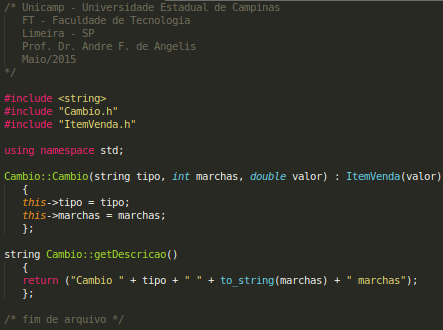 /* Unicamp - Universidade Estadual de Campinas
   FT - Faculdade de Tecnologia
   Limeira - SP
   Prof. Dr. Andre F. de Angelis
   Maio/2015
*/

#include <string>
#include "Cambio.h"
#include "ItemVenda.h"

using namespace std;

Cambio::Cambio(string tipo, int marchas, double valor) : ItemVenda(valor)
   {
   this->tipo = tipo;
   this->marchas = marchas;
   };

string Cambio::getDescricao()
   {
   return ("Cambio " + tipo + " " + to_string(marchas) + " marchas");
   };

/* fim de arquivo */